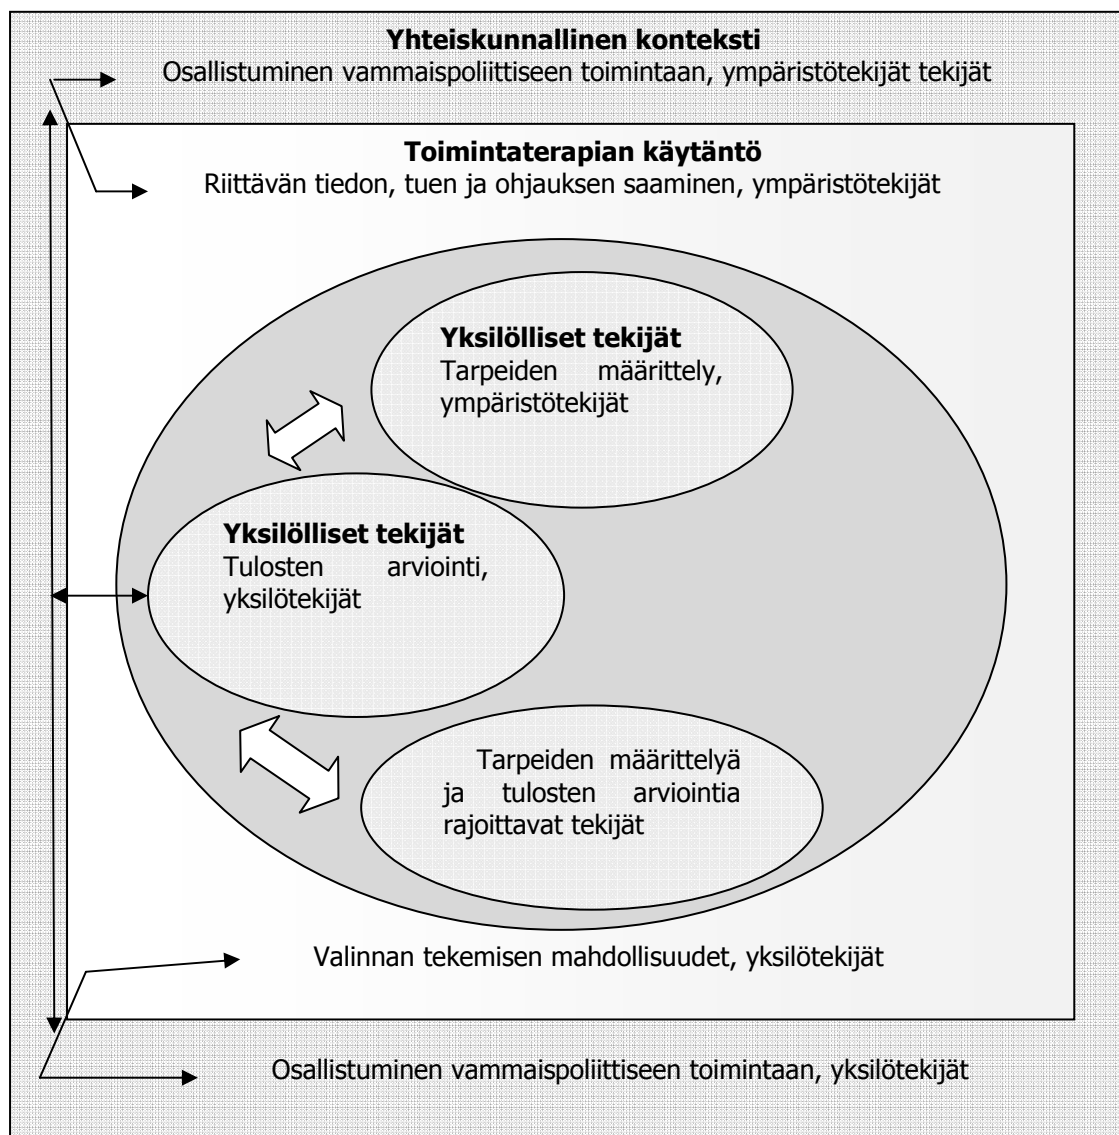 Yhteiskunnallinen konteksti
Osallistuminen vammaispoliittiseen toimintaan, ympäristötekijät tekijät
Toimintaterapian käytäntö
Riittävän tiedon, tuen ja ohjauksen saaminen, ympäristötekijät
Yksilölliset tekijät
Tarpeiden määrittely,
ympäristötekijät
Yksilölliset tekijät
Tulosten arviointi,
yksilötekijät
Tarpeiden määrittelyä
ja tulosten arviointia
rajoittavat tekijät
Valinnan tekemisen mahdollisuudet, yksilötekijät
Osallistuminen vammaispoliittiseen toimintaan, yksilötekijät